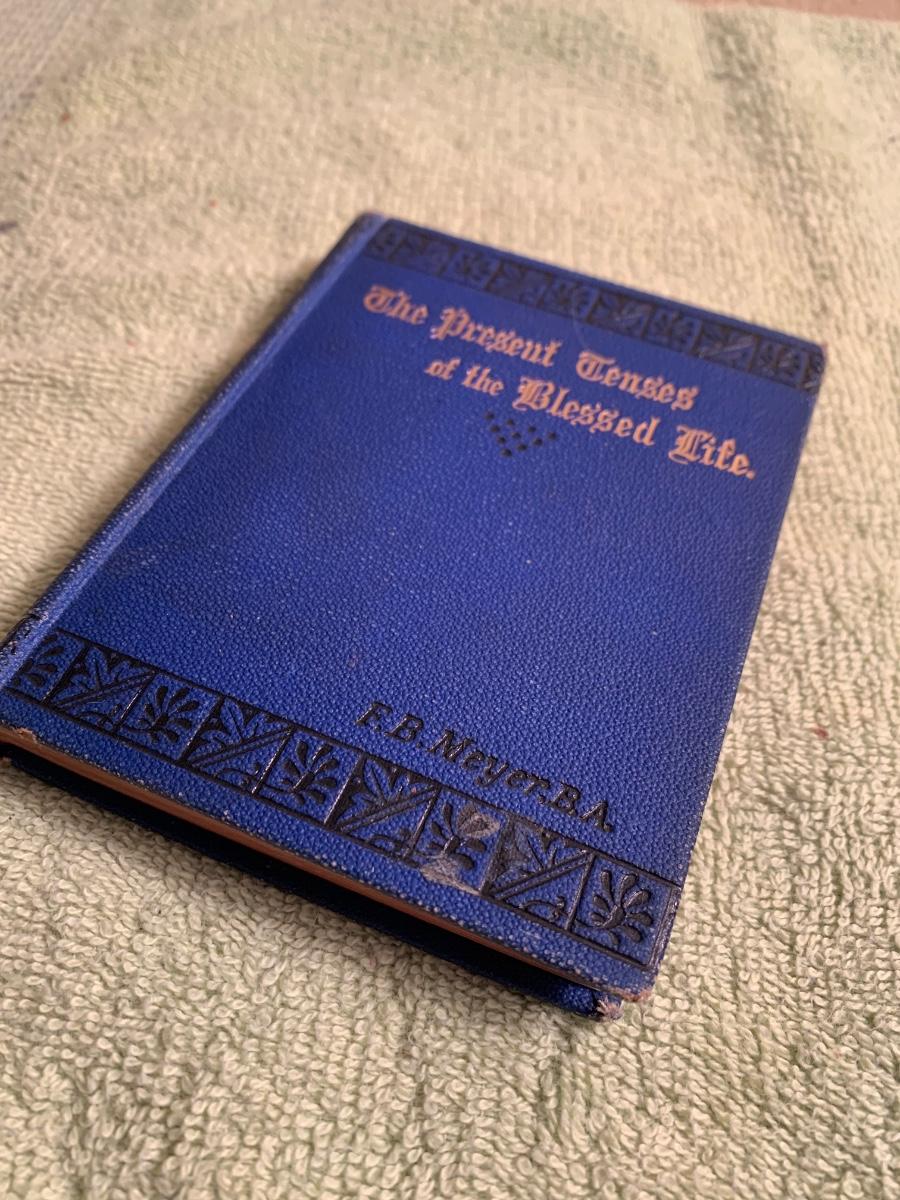 The Present Tenses
of the Blessed Life.
F.B. Meyer. B.A.